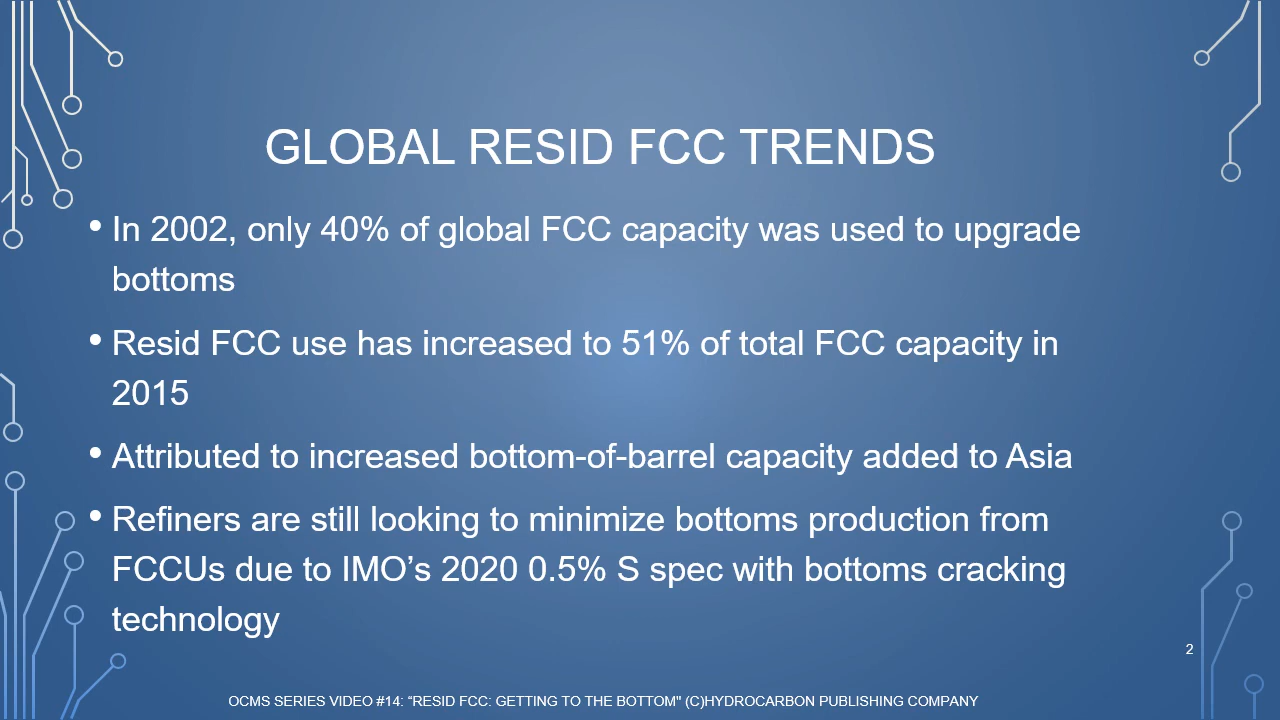 GLOBAL RESID FCC TRENDS
• In 2002, only 40% of global FCC capacity was used to upgrade
bottoms
• Resid FCC use has increased to 51% of total FCC capacity in
2015
• Attributed to increased bottom-of-barrel capacity added to Asia
• Refiners are still looking to minimize bottoms production from
FCCUs due to IMO’s 2020 0.5% S spec with bottoms cracking
technology
2
OCMS SERIES VIDEO #14: “RESID FCC: GETTING TO THE BOTTOM" (C)HYDROCARBON PUBLISHING COMPANY